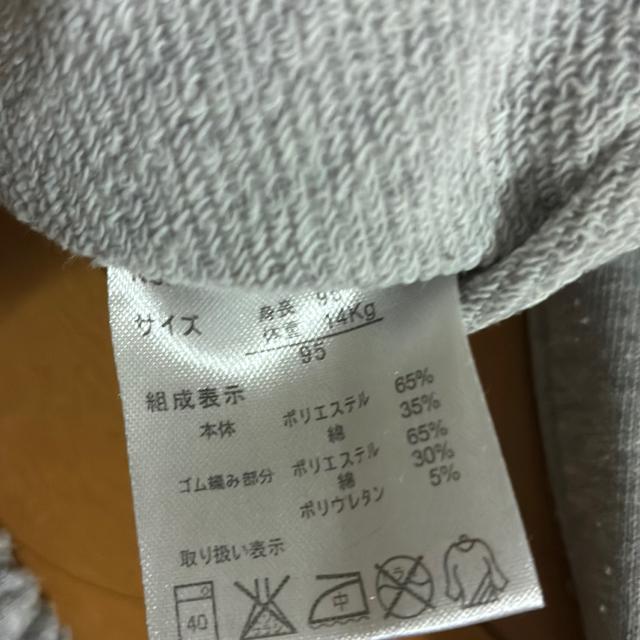 サイズ 身長 95
体重 14Kg
95
組成表示
本体 ポリエステル 65%
綿 35%
ゴム編み部分 ポリエステル 65%
綿 30%
ポリウレタン 5%
取り扱い表示
40 中